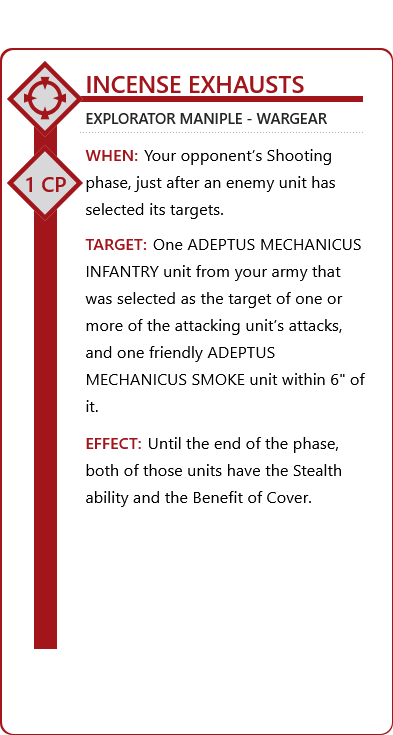 INCENSE EXHAUSTS
EXPLORATOR MANIPLE - WARGEAR
1 CP
WHEN: Your opponent’s Shooting
phase, just after an enemy unit has
selected its targets.
TARGET: One ADEPTUS MECHANICUS
INFANTRY unit from your army that
was selected as the target of one or
more of the attacking unit’s attacks,
and one friendly ADEPTUS
MECHANICUS SMOKE unit within 6" of
it.
EFFECT: Until the end of the phase,
both of those units have the Stealth
ability and the Benefit of Cover.